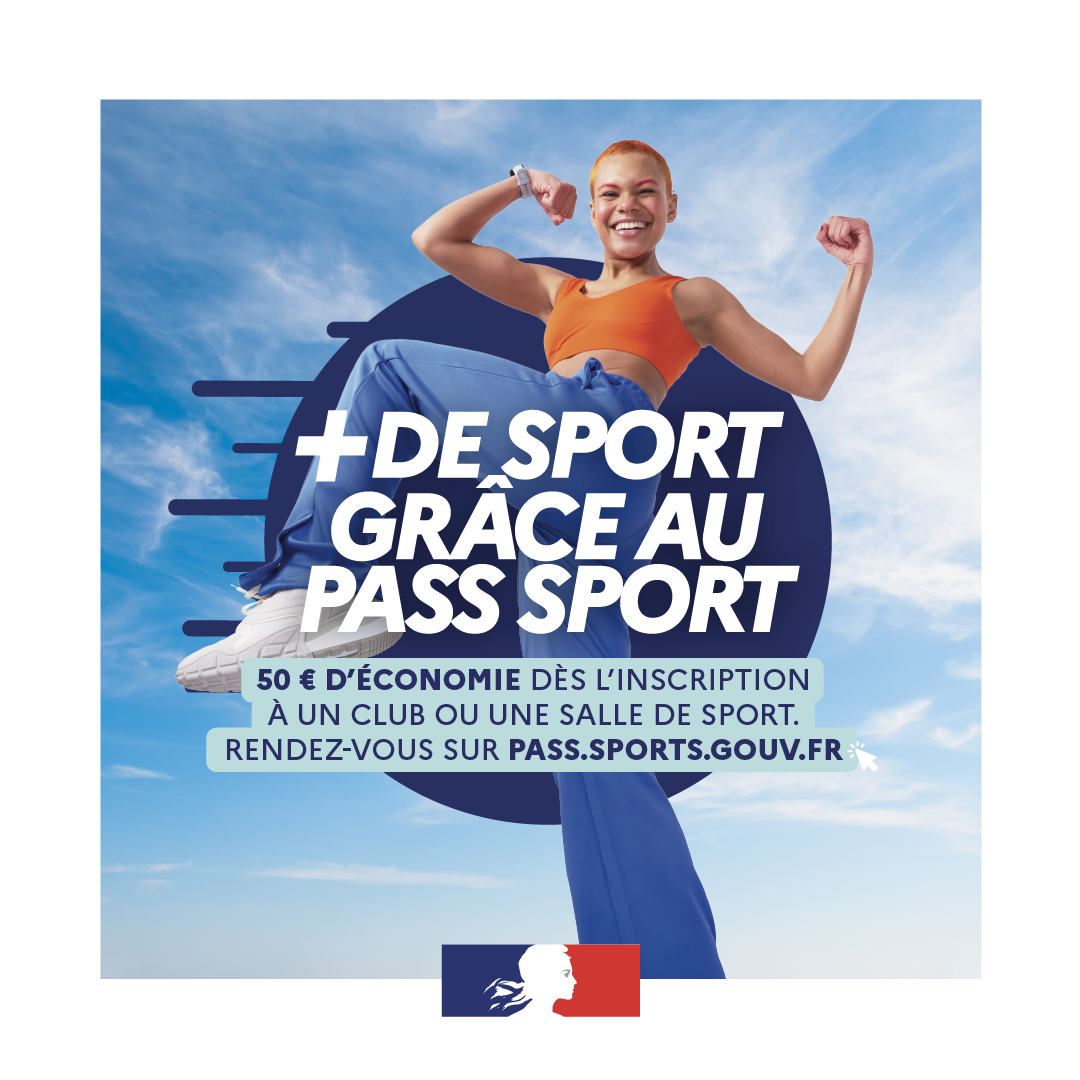 + DE SPORT
GRÂCE AU
PASS SPORT
50 € D'ÉCONOMIE DÈS L'INSCRIPTION
À UN CLUB OU UNE SALLE DE SPORT.
RENDEZ-VOUS SUR PASS.SPORTS.GOUV.FR